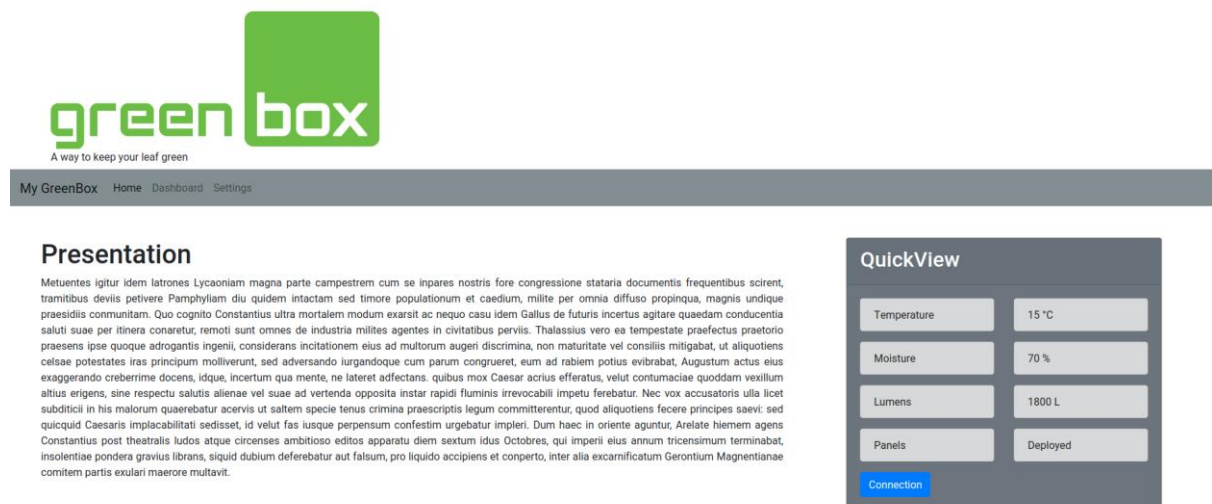 green box
A way to keep your leaf green
My GreenBox Home Dashboard Settings
Presentation
Metuentes igitur idem latrones Lycaoniam magna parte campestrem cum se inpares nostris fore congressione stataria documentis frequentibus scirent,
tramitibus deviis petivere Pamphyliam diu quidem intactam sed timore populationum et caedium, milite per omnia diffuso propinqua, magnis undique
praesidiis conmunitam. Quo cognito Constantius ultra mortalem modum exarsit ac nequo casu idem Gallus de futuris incertus agitare quaedam conducentia
saluti suae per itinera conaretur, remoti sunt omnes de industria milites agentes in civitatibus perviis. Thalassius vero ea tempestate praefectus praetorio
praesens ipse quoque adrogantis ingenii, considerans incitationem eius ad multorum augeri discrimina, non maturitate vel consiliis mitigabat, ut aliquotiens
celsae potestates iras principum molliverunt, sed adversando iurgandoque cum parum congrueret, eum ad rabiem potius evibrabat, Augustum actus eius
exaggerando creberrime docens, idque, incertum qua mente, ne lateret adfectans. quibus mox Caesar acrius efferatus, velut contumaciae quoddam vexillum
altius erigens, sine respectu salutis alienae vel suae ad vertenda opposita instar rapidi fluminis irrevocabili impetu ferebatur. Nec vox accusatoris ulla licet
subditicii in his malorum quaerebatur acervis ut saltem specie tenus crimina praescriptis legum committerentur, quod aliquotiens fecere principes saevi: sed
quicquid Caesaris implacabilitati sedisset, id velut fas iusque perpensum confestim urgebatur impleri. Dum haec in oriente aguntur, Arelate hiemem agens
Constantius post theatralis ludos atque circenses ambitioso editos apparatu diem sextum idus Octobres, qui imperii eius annum tricensimum terminabat,
insolentiae pondera gravius librans, siquid dubium deferebatur aut falsum, pro liquido accipiens et conperto, inter alia excarnificatum Gerontium Magnentianae
comitem partis exulari maerore multavit.
QuickView
Temperature 15 °C
Moisture 70 %
Lumens 1800 L
Panels Deployed
Connection